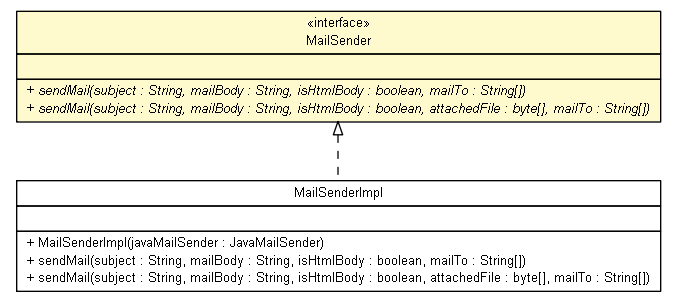 «interface»
MailSender
+ sendMail(subject : String, mailBody : String, isHtmlBody : boolean, mailTo : String[])
+ sendMail(subject : String, mailBody : String, isHtmlBody : boolean, attachedFile : byte[], mailTo : String[])
MailSenderImpl
+ MailSenderImpl(javaMailSender : JavaMailSender)
+ sendMail(subject : String, mailBody : String, isHtmlBody : boolean, mailTo : String[])
+ sendMail(subject : String, mailBody : String, isHtmlBody : boolean, attachedFile : byte[], mailTo : String[])